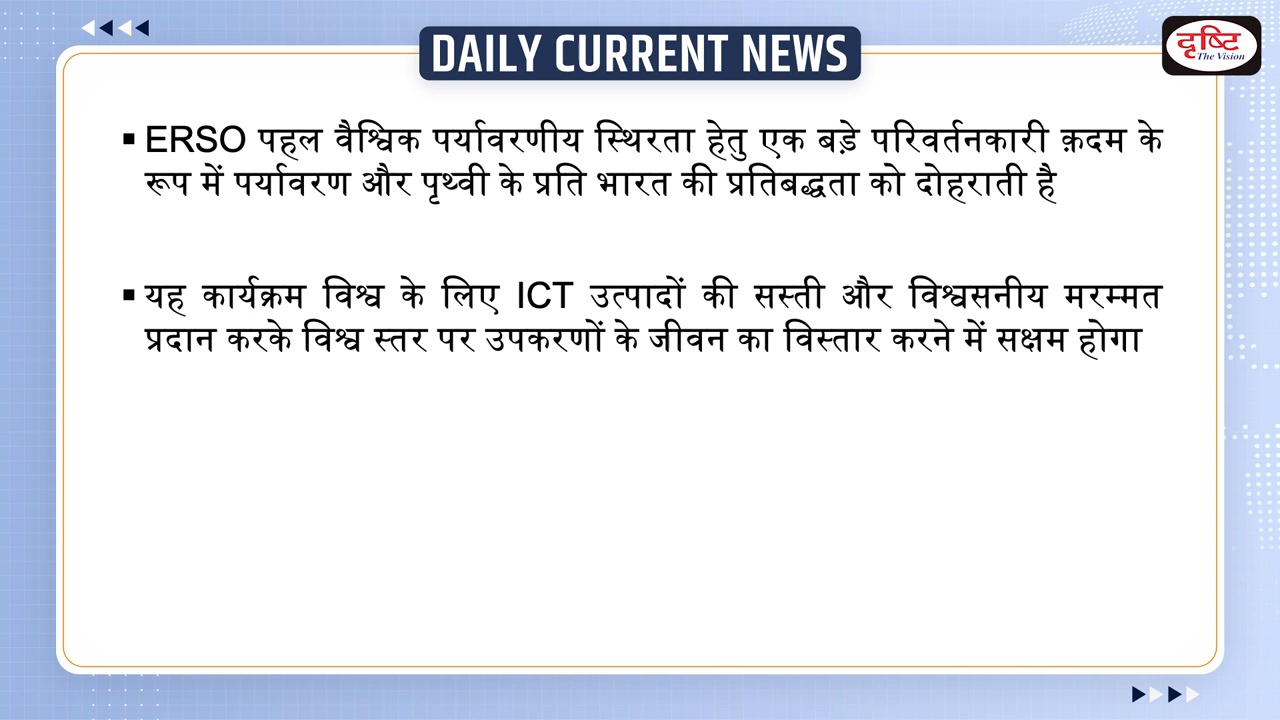 DAILY CURRENT NEWS
दृष्टि
The Vision
▪ ERSO पहल वैश्विक पर्यावरणीय स्थिरता हेतु एक बड़े परिवर्तनकारी क़दम के
रूप में पर्यावरण और पृथ्वी के प्रति भारत की प्रतिबद्धता को दोहराती है
▪ यह कार्यक्रम विश्व के लिए ICT उत्पादों की सस्ती और विश्वसनीय मरम्मत
प्रदान करके विश्व स्तर पर उपकरणों के जीवन का विस्तार करने में सक्षम होगा